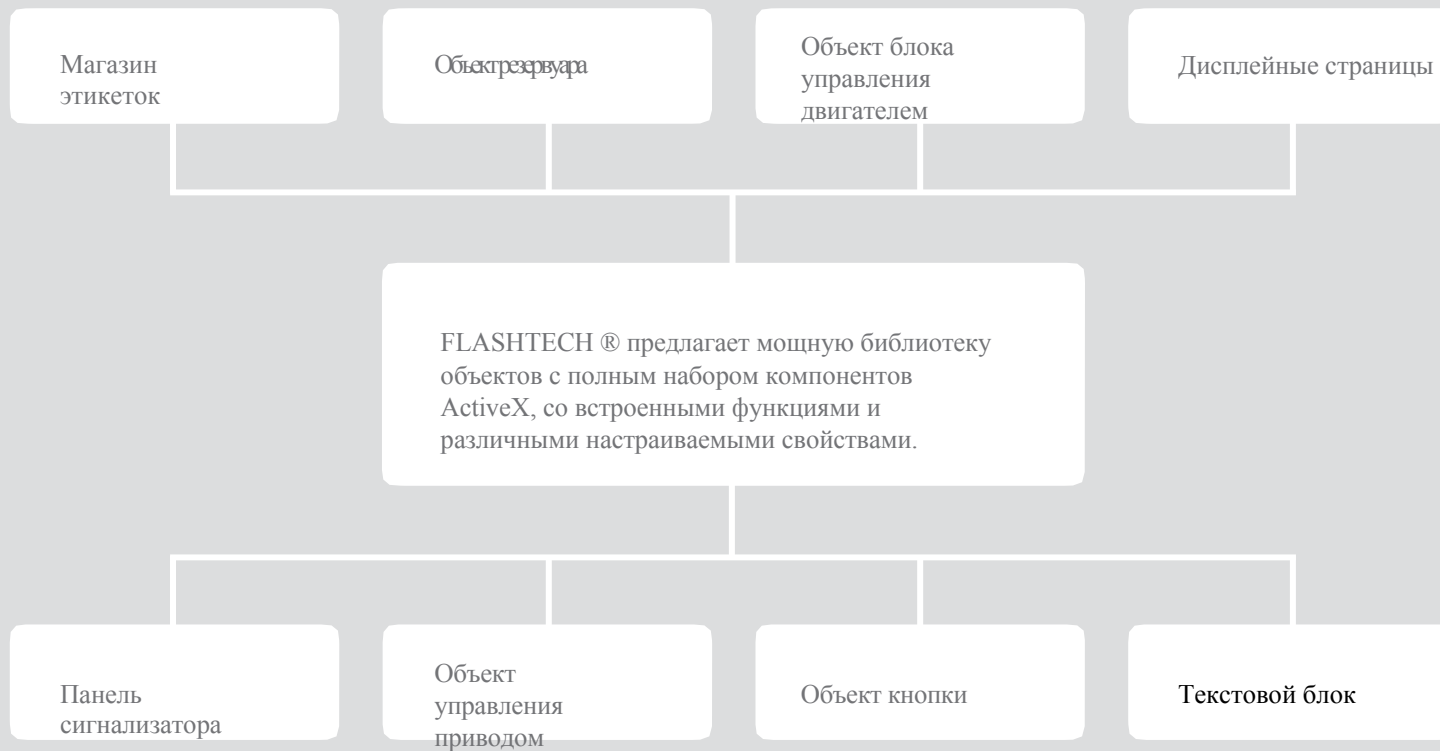 Магазин
этикеток
Объект резервуара
Объект блока
управления
двигателем
Дисплейные страницы
FLASHTECH ® предлагает мощную библиотеку
объектов с полным набором компонентов
ActiveX, со встроенными функциями и
различными настраиваемыми свойствами.
Панель
сигнализатора
Объект
управления
приводом
Объект кнопки
Текстовой блок